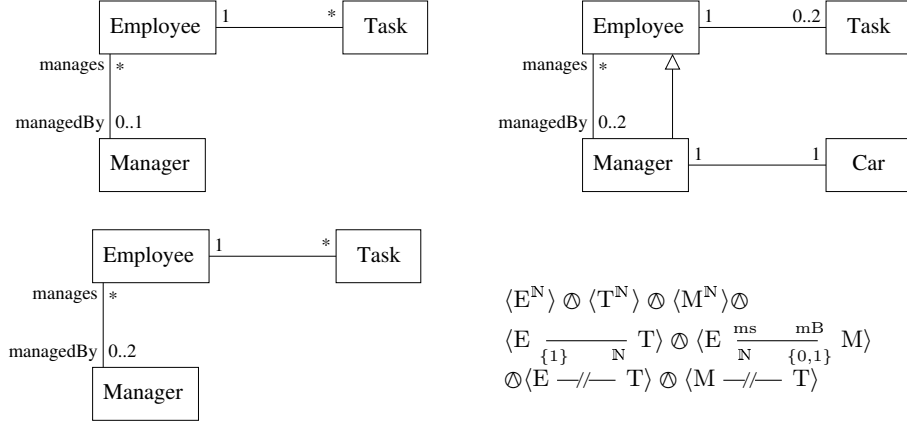 Employee 1 * Task
manages *
managedBy 0..1
Manager
Employee 1 0..2 Task
manages *
managedBy 0..2
Manager 1 1 Car
Employee 1 * Task
manages *
managedBy 0..2
Manager
⟨E^ℕ⟩ ⩀ ⟨T^ℕ⟩ ⩀ ⟨M^ℕ⟩⩀
⟨E {1} ℕ T⟩ ⩀ ⟨E ms ℕ mB {0,1} M⟩
⩀⟨E —//— T⟩ ⩀ ⟨M —//— T⟩